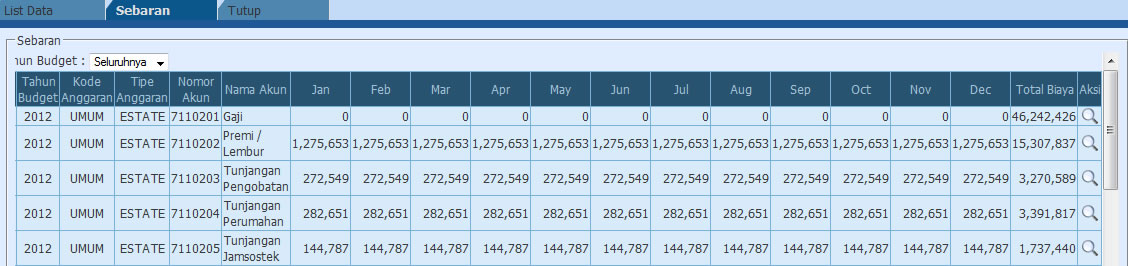 List Data Sebaran Tutup
Sebaran
un Budget : Seluruhnya
Tahun Budget Kode Anggaran Tipe Anggaran Nomor Akun Nama Akun Jan Feb Mar Apr May Jun Jul Aug Sep Oct Nov Dec Total Biaya Aksi
2012 UMUM ESTATE 7110201 Gaji 0 0 0 0 0 0 0 0 0 0 0 0 46,242,426
2012 UMUM ESTATE 7110202 Premi / Lembur 1,275,653 1,275,653 1,275,653 1,275,653 1,275,653 1,275,653 1,275,653 1,275,653 1,275,653 1,275,653 1,275,653 1,275,653 15,307,837
2012 UMUM ESTATE 7110203 Tunjangan Pengobatan 272,549 272,549 272,549 272,549 272,549 272,549 272,549 272,549 272,549 272,549 272,549 272,549 3,270,589
2012 UMUM ESTATE 7110204 Tunjangan Perumahan 282,651 282,651 282,651 282,651 282,651 282,651 282,651 282,651 282,651 282,651 282,651 282,651 3,391,817
2012 UMUM ESTATE 7110205 Tunjangan Jamsostek 144,787 144,787 144,787 144,787 144,787 144,787 144,787 144,787 144,787 144,787 144,787 144,787 1,737,440